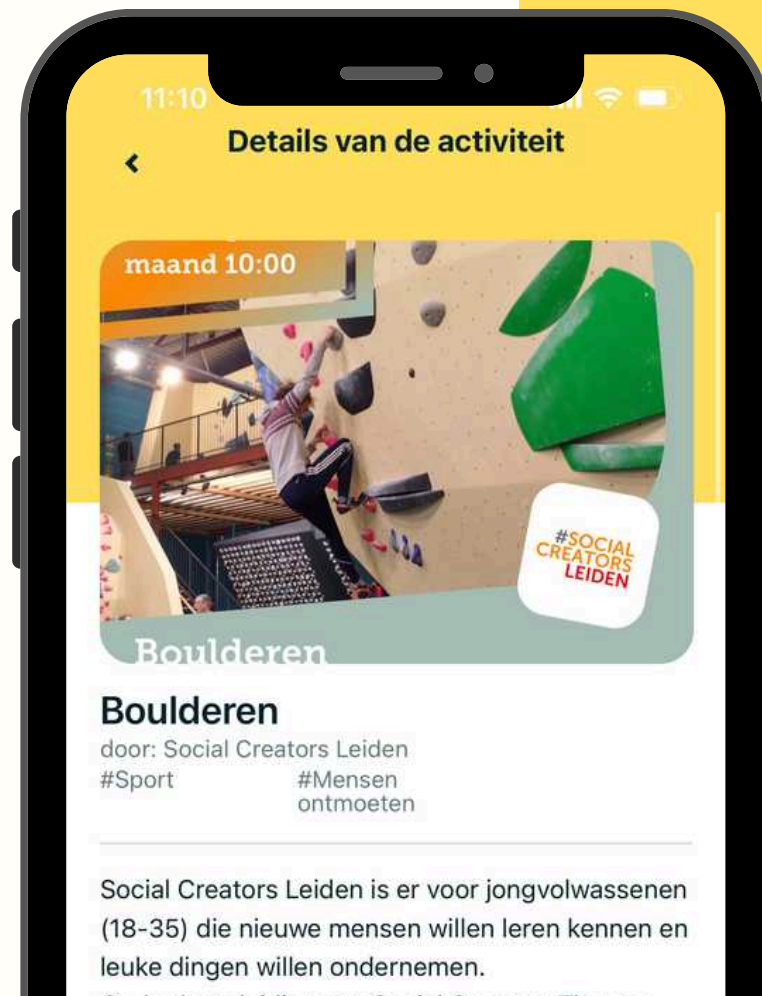 11:10
Details van de activiteit
maand 10:00
#SOCIAL
CREATORS
LEIDEN
Boulderen
Boulderen
door: Social Creators Leiden
#Sport #Mensen
ontmoeten
Social Creators Leiden is er voor jongvolwassenen
(18-35) die nieuwe mensen willen leren kennen en
leuke dingen willen ondernemen.